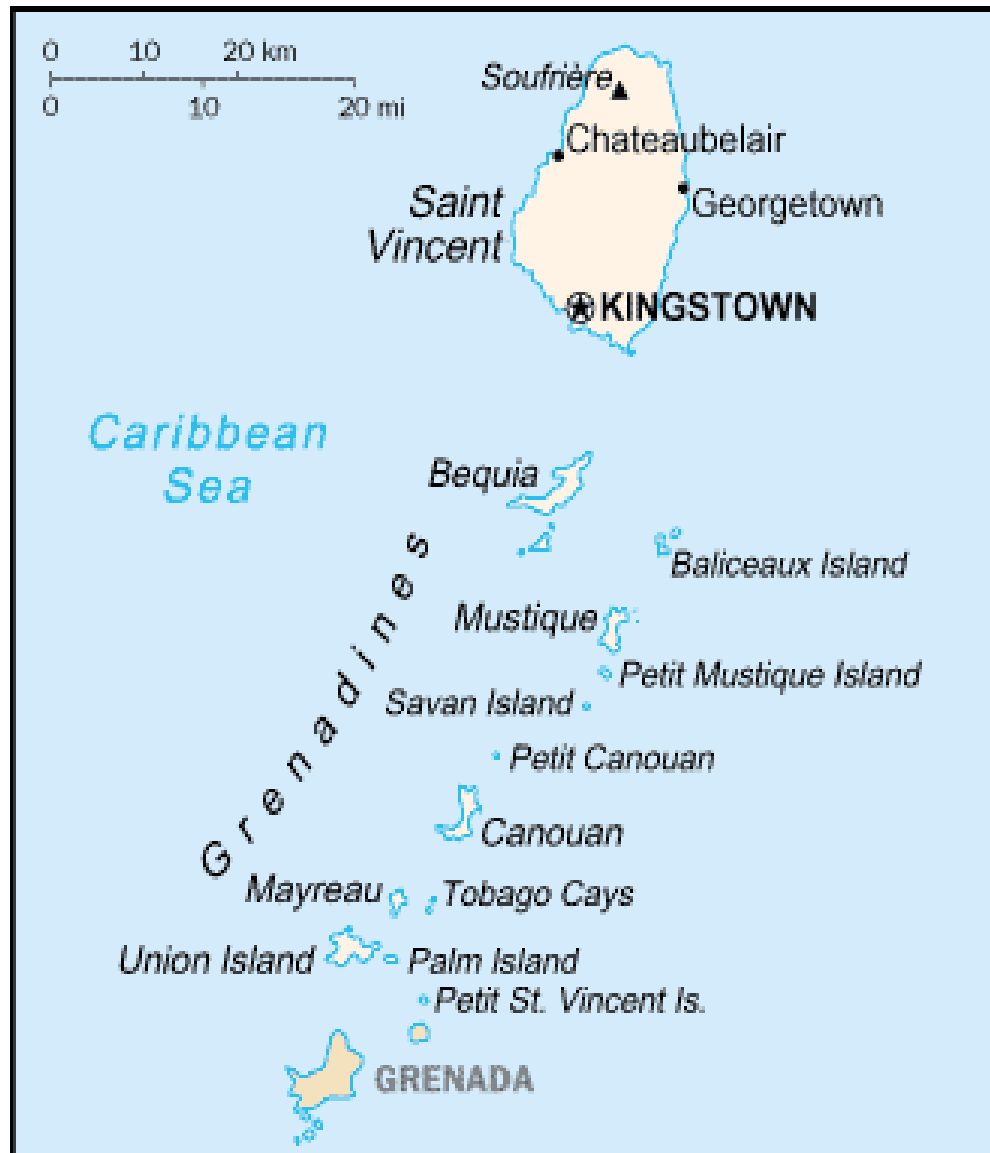 0 10 20 km
0 10 20 mi
Soufrière
Chateaubelair
Saint
Vincent
Georgetown
KINGSTOWN
Caribbean
Sea
Bequia
Grenadines
Baliceaux Island
Mustique
Petit Mustique Island
Savan Island
Petit Canouan
Canouan
Mayreau
Tobago Cays
Union Island
Palm Island
Petit St. Vincent Is.
GRENADA